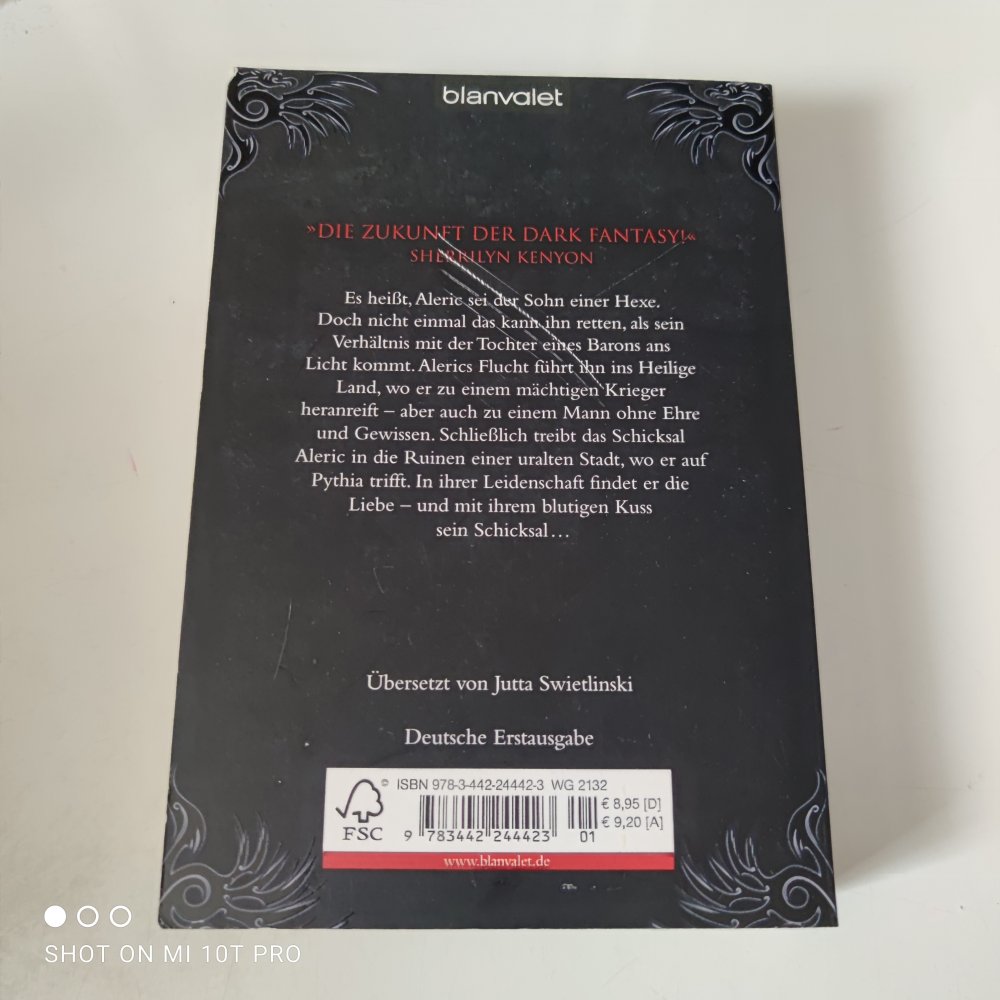 blanvalet
»DIE ZUKUNFT DER DARK FANTASY!«
SHERRILYN KENYON
Es heißt, Aleric sei der Sohn einer Hexe.
Doch nicht einmal das kann ihn retten, als sein
Verhältnis mit der Tochter eines Barons ans
Licht kommt. Alerics Flucht führt ihn ins Heilige
Land, wo er zu einem mächtigen Krieger
heranreift – aber auch zu einem Mann ohne Ehre
und Gewissen. Schließlich treibt das Schicksal
Aleric in die Ruinen einer uralten Stadt, wo er auf
Pythia trifft. In ihrer Leidenschaft findet er die
Liebe – und mit ihrem blutigen Kuss
sein Schicksal...
Übersetzt von Jutta Swietlinski
Deutsche Erstausgabe
© ISBN 978-3-442-24442-3 WG 2132
€ 8,95 [D]
€ 9,20 [A]
FSC
9 783442 244423 01
www.blanvalet.de
SHOT ON MI 10T PRO